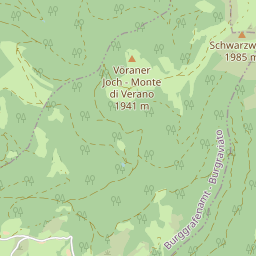 Schwarzw
1985 m
Voraner
Joch - Monte
di Verano
1941 m
Burggrafenamt - Burgraviato